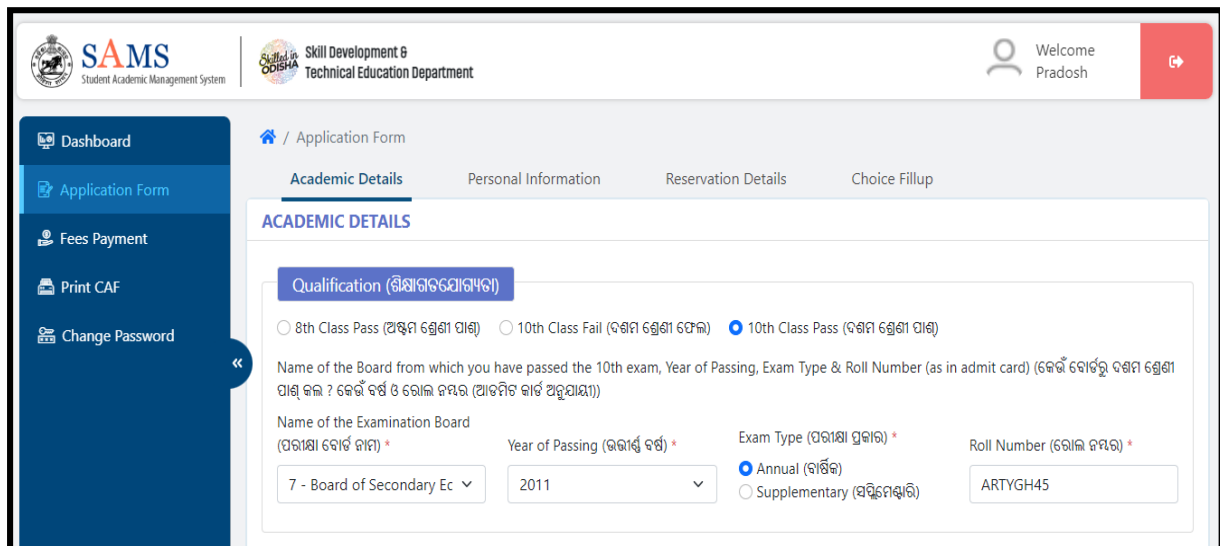 SAMS
Student Academic Management System
Skilled in
ODISHA
Skill Development &
Technical Education Department
Welcome
Pradosh
Dashboard
Application Form
Fees Payment
Print CAF
Change Password
/ Application Form
Academic Details Personal Information Reservation Details Choice Fillup
ACADEMIC DETAILS
Qualification (ଶିକ୍ଷାଗତଯୋଗ୍ୟତା)
8th Class Pass (ଅଷ୍ଟମ ଶ୍ରେଣୀ ପାଶ୍) 10th Class Fail (ଦଶମ ଶ୍ରେଣୀ ଫେଲ) 10th Class Pass (ଦଶମ ଶ୍ରେଣୀ ପାଶ୍)
Name of the Board from which you have passed the 10th exam, Year of Passing, Exam Type & Roll Number (as in admit card) (କେଉଁ ବୋର୍ଡରୁ ଦଶମ ଶ୍ରେଣୀ
ପାଶ୍ କଲ ? କେଉଁ ବର୍ଷ ଓ ରୋଲ ନମ୍ବର (ଆଡମିଟ କାର୍ଡ ଅନୁଯାୟୀ))
Name of the Examination Board
(ପରୀକ୍ଷା ବୋର୍ଡ ନାମ) *
Year of Passing (ଉତ୍ତୀର୍ଣ୍ଣ ବର୍ଷ) *
Exam Type (ପରୀକ୍ଷା ପ୍ରକାର) *
Roll Number (ରୋଲ ନମ୍ବର) *
7 - Board of Secondary Ec
2011
Annual (ବାର୍ଷିକ)
Supplementary (ସପ୍ଲିମେଣ୍ଟାରି)
ARTYGH45